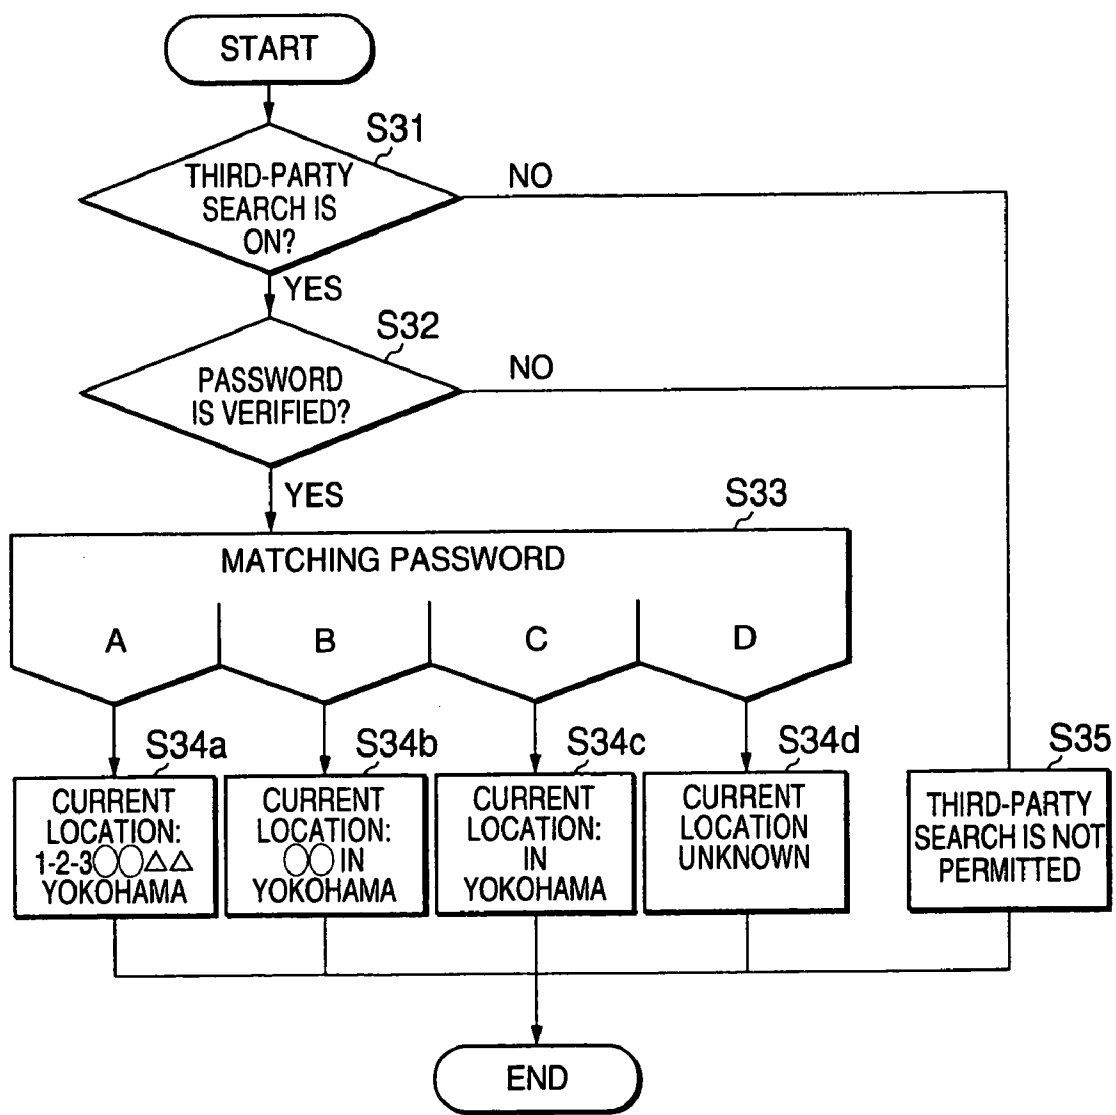 START
S31
THIRD-PARTY
SEARCH IS
ON?
NO
YES
S32
PASSWORD
IS VERIFIED?
NO
YES
S33
MATCHING PASSWORD
A
B
C
D
S34a
CURRENT
LOCATION:
1-2-3○○△△
YOKOHAMA
S34b
CURRENT
LOCATION:
○○ IN
YOKOHAMA
S34c
CURRENT
LOCATION:
IN
YOKOHAMA
S34d
CURRENT
LOCATION
UNKNOWN
S35
THIRD-PARTY
SEARCH IS NOT
PERMITTED
END